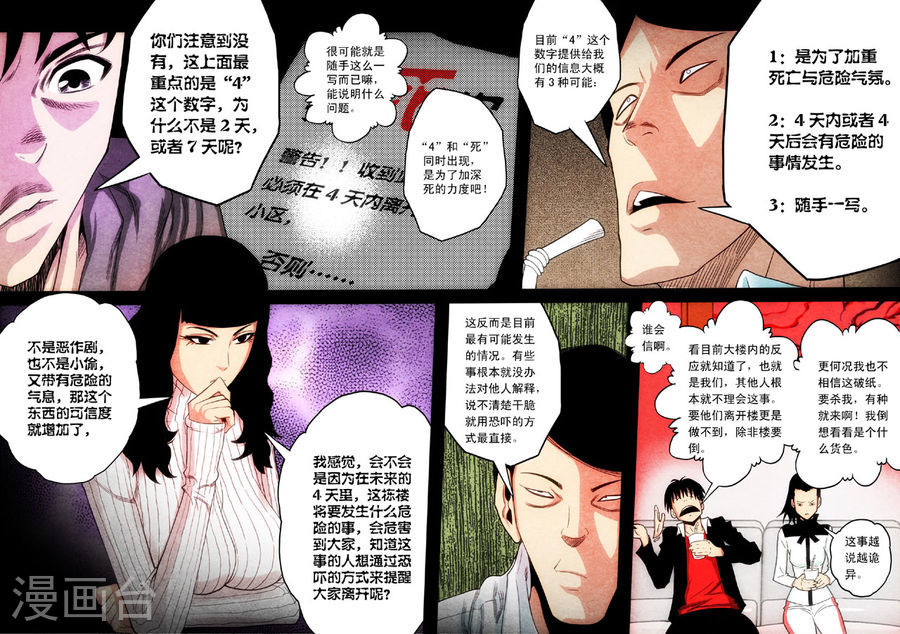 你们注意到没
有，这上面最
重点的是“4”
这个数字，为
什么不是2天，
或者7天呢？
很可能就是
随手这么一
写而已嘛，
能说明什么
问题。
“4”和“死”
同时出现，
是为了加深
死的力度吧！
警告！！收到
必须在4天内离开
小区，
否则……
目前“4”这个
数字提供给我
们的信息大概
有3种可能：
1：是为了加重
死亡与危险气氛。
2：4天内或者4
天后会有危险的
事情发生。
3：随手一写。
不是恶作剧，
也不是小偷，
又带有危险的
气息，那这个
东西的可信度
就增加了，
我感觉，会不会
是因为在未来的
4天里，这栋楼
将要发生什么危
险的事，会危害
到大家，知道这
事的人想通过恐
吓的方式来提醒
大家离开呢？
这反而是目前
最有可能发生
的情况。有些
事根本就没办
法对他人解释，
说不清楚干脆
就用恐吓的方
式最直接。
谁会
信啊。
看目前大楼内的反
应就知道了，也就
是我们，其他人根
本就不理会这事。
要他们离开楼更是
做不到，除非楼要
倒。
更何况我也不
相信这破纸。
要杀我，有种
就来啊！我倒
想看看是个什
么货色。
这事越
说越诡
异。
漫画台